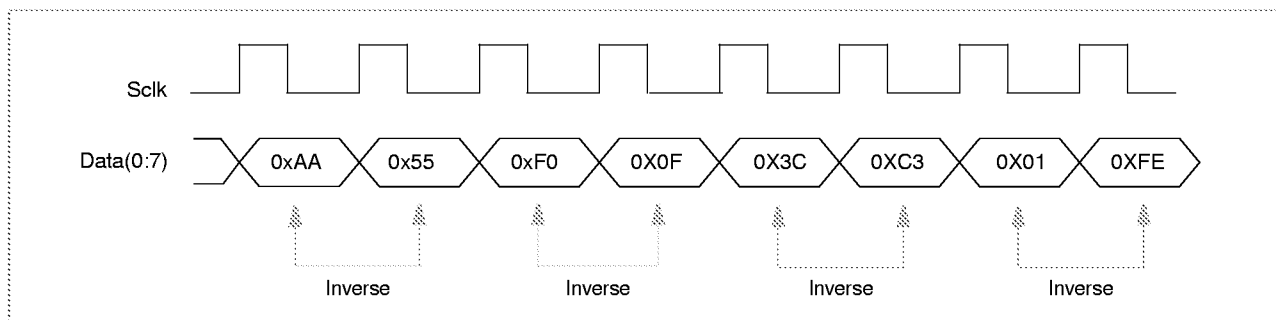 Sclk
Data(0:7) 0xAA 0x55 0xF0 0X0F 0X3C 0XC3 0X01 0XFE
Inverse Inverse Inverse Inverse